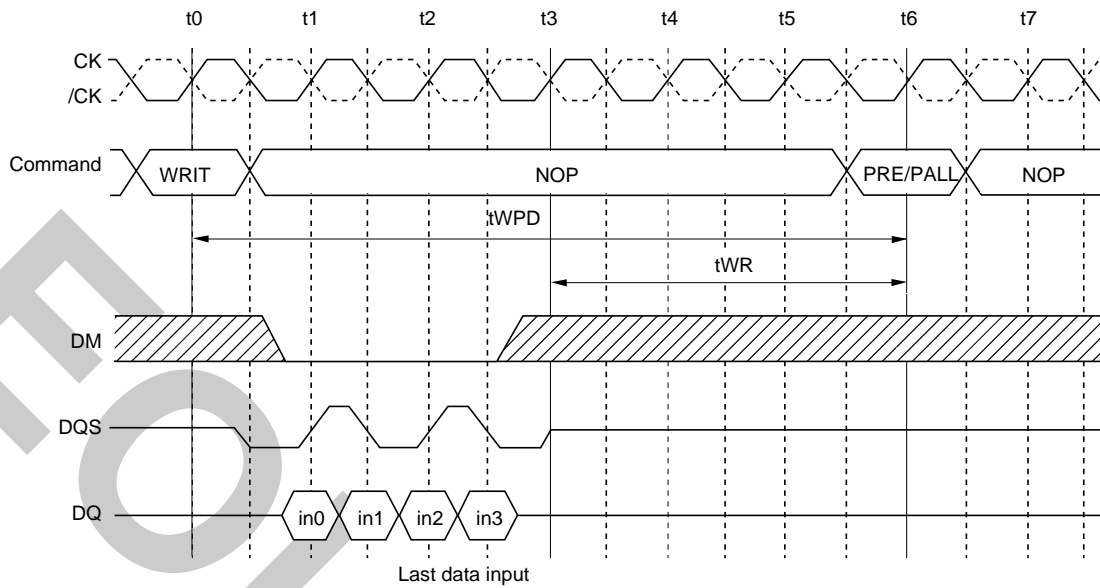 t0 t1 t2 t3 t4 t5 t6 t7
CK
/CK
Command WRIT NOP PRE/PALL NOP
tWPD
tWR
DM
DQS
DQ in0 in1 in2 in3
Last data input